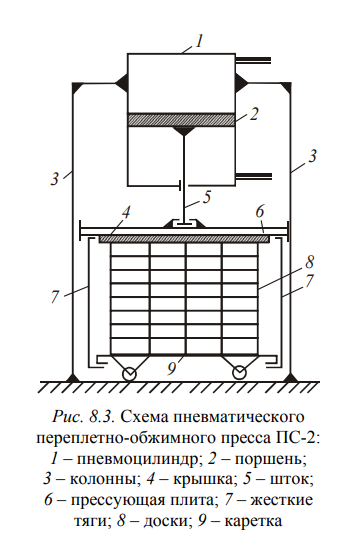 1
2
3
3
5
4
6
8
7
7
9
Рис. 8.3. Схема пневматического
переплетно-обжимного пресса ПС-2:
1 – пневмоцилиндр; 2 – поршень;
3 – колонны; 4 – крышка; 5 – шток;
6 – прессующая плита; 7 – жесткие
тяги; 8 – доски; 9 – каретка